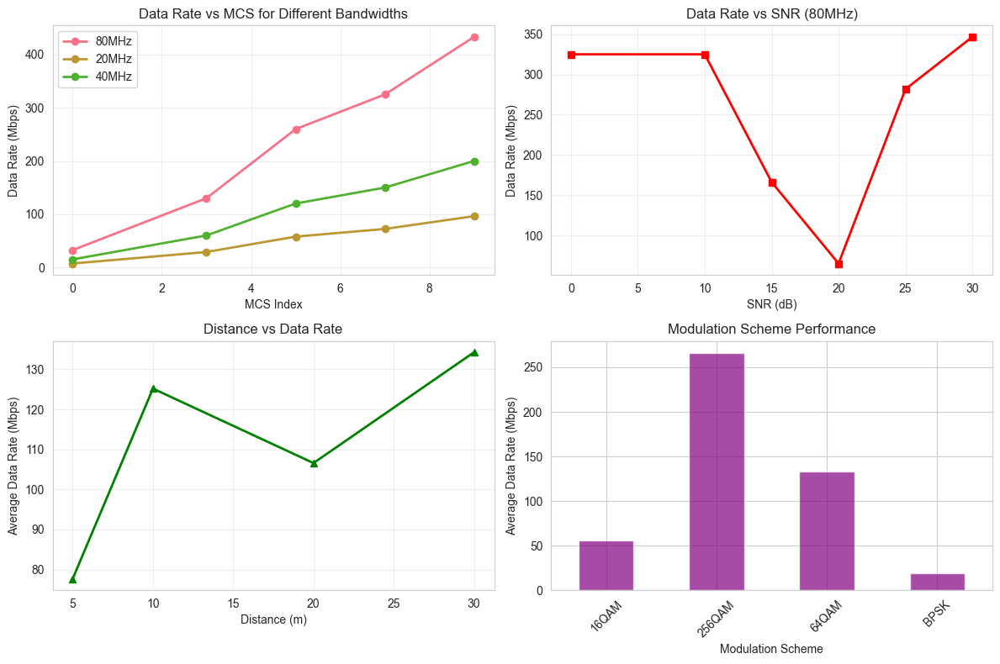 Data Rate vs MCS for Different Bandwidths
Data Rate (Mbps)
400
300
200
100
0
80MHz
20MHz
40MHz
0 2 4 6 8
MCS Index
Data Rate vs SNR (80MHz)
Data Rate (Mbps)
350
300
250
200
150
100
0 5 10 15 20 25 30
SNR (dB)
Distance vs Data Rate
Average Data Rate (Mbps)
130
120
110
100
90
80
5 10 15 20 25 30
Distance (m)
Modulation Scheme Performance
Average Data Rate (Mbps)
250
200
150
100
50
0
16QAM 256QAM 64QAM BPSK
Modulation Scheme